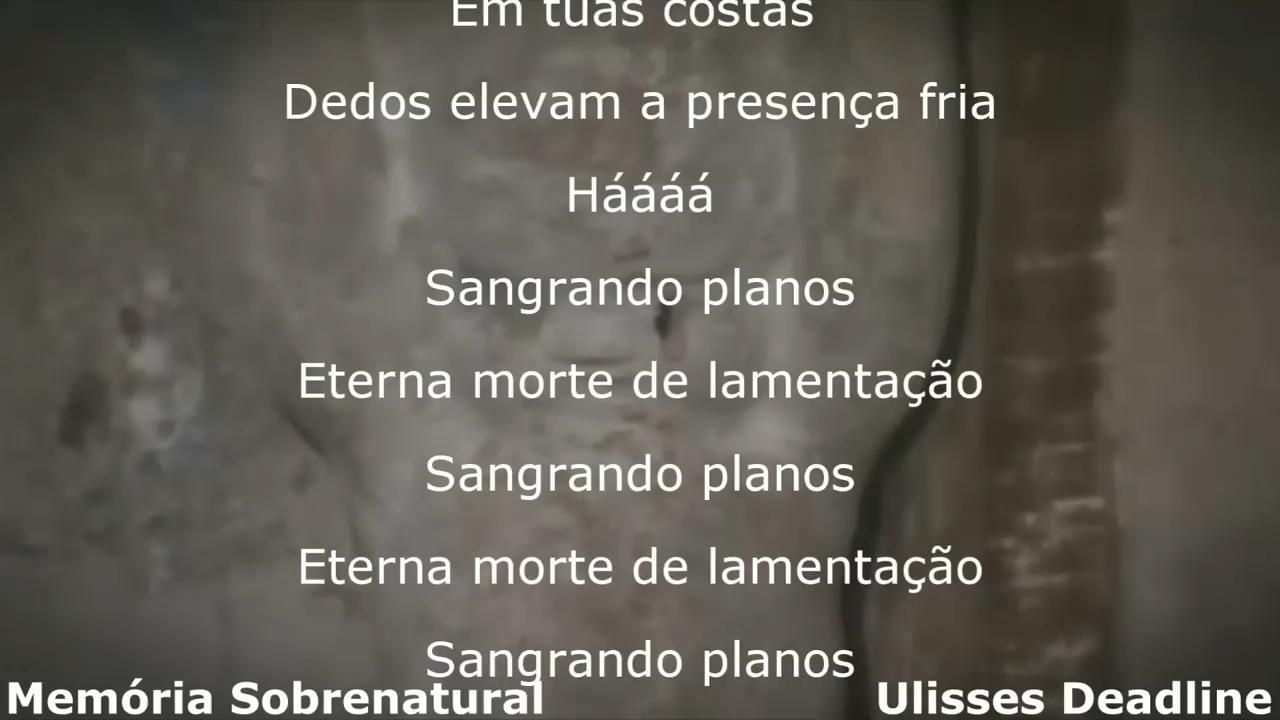 Em tuas costas
Dedos elevam a presença fria
Háááá
Sangrando planos
Eterna morte de lamentação
Sangrando planos
Eterna morte de lamentação
Sangrando planos
Memória Sobrenatural
Ulisses Deadline